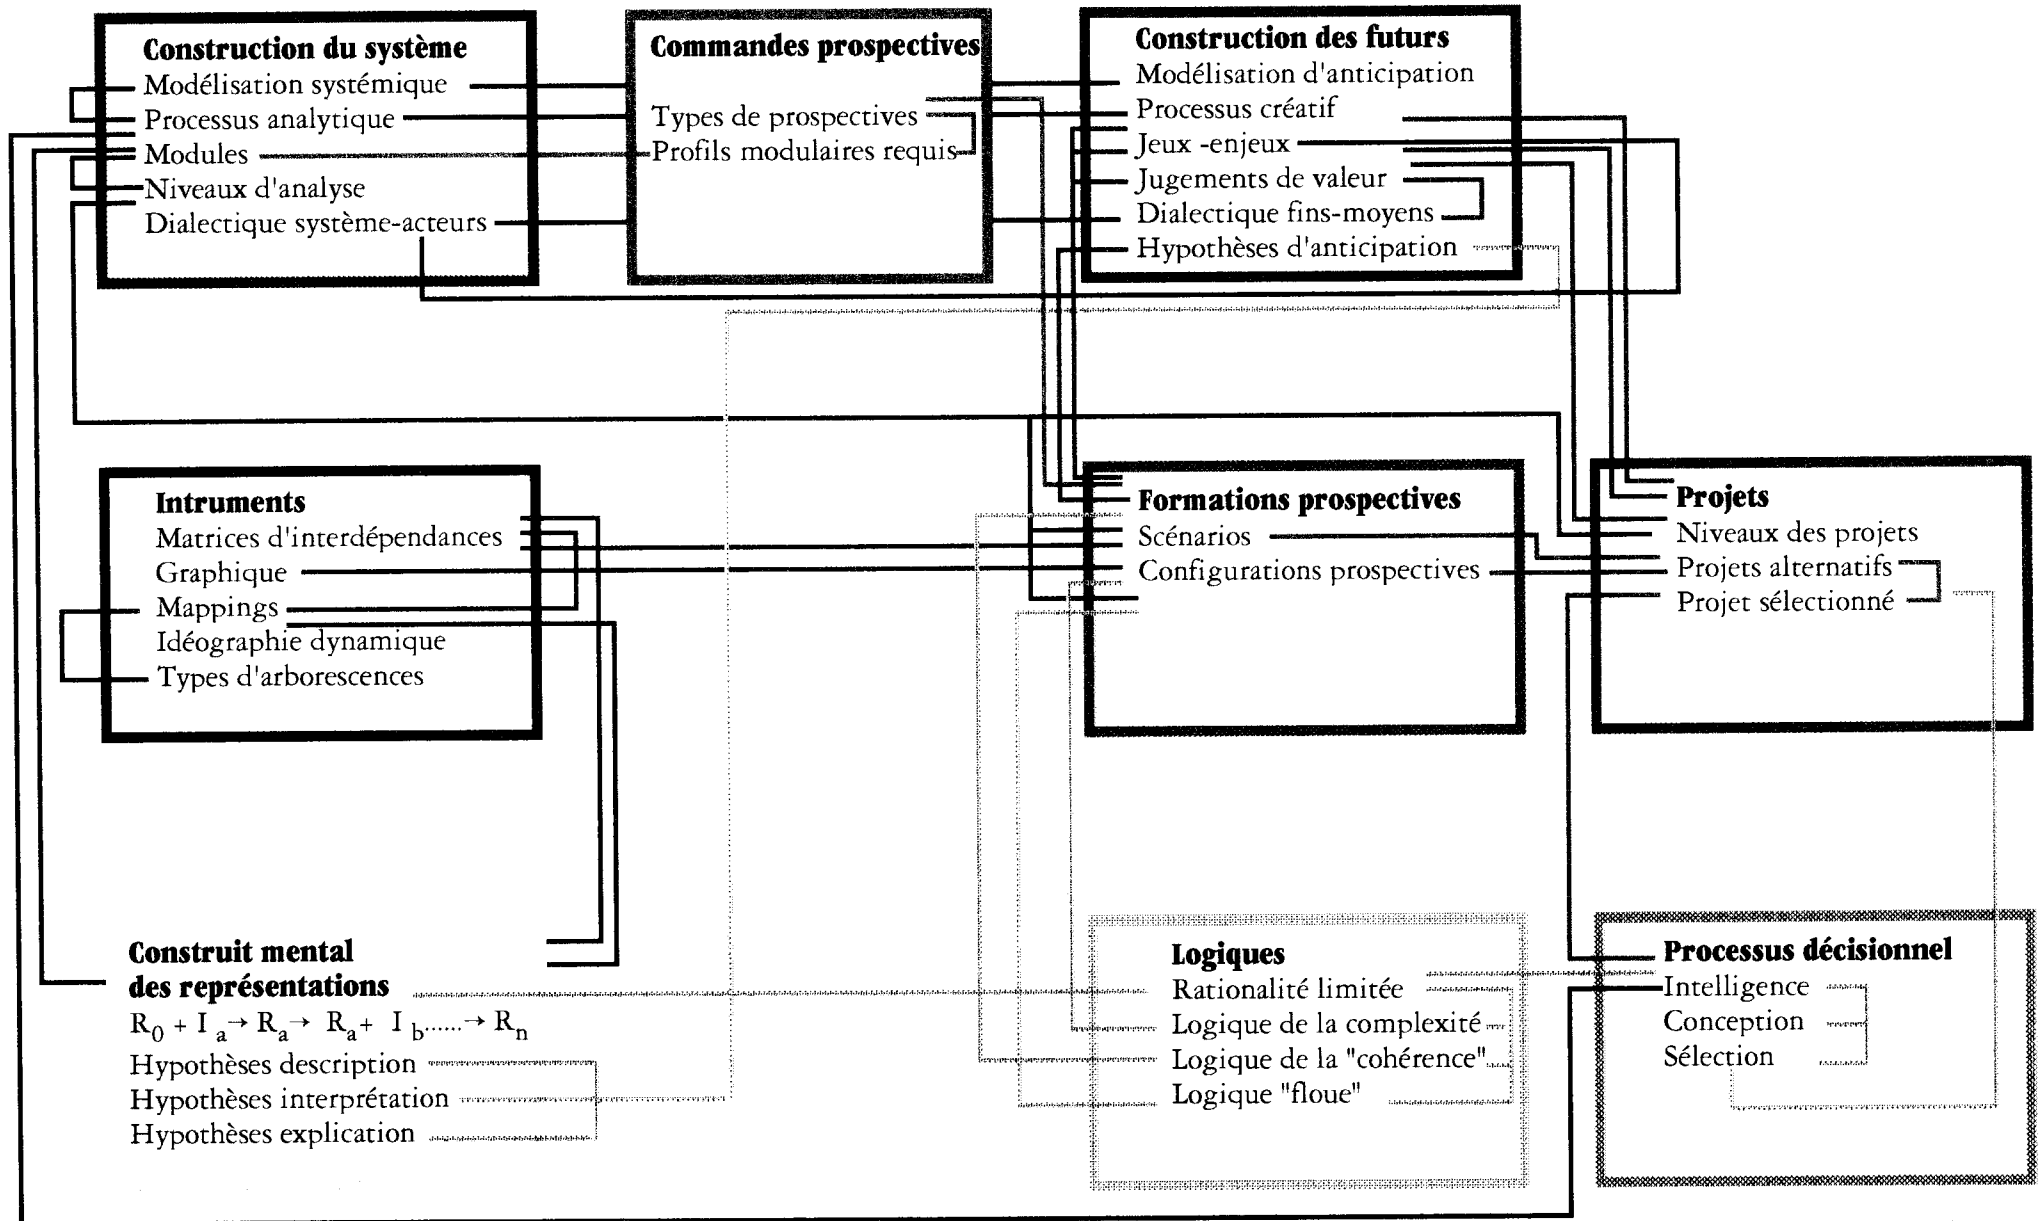 Construction du système
Modélisation systémique
Processus analytique
Modules
Niveaux d'analyse
Dialectique système-acteurs
Commandes prospectives
Types de prospectives
Profils modulaires requis
Construction des futurs
Modélisation d'anticipation
Processus créatif
Jeux -enjeux
Jugements de valeur
Dialectique fins-moyens
Hypothèses d'anticipation
Intruments
Matrices d'interdépendances
Graphique
Mappings
Idéographie dynamique
Types d'arborescences
Formations prospectives
Scénarios
Configurations prospectives
Projets
Niveaux des projets
Projets alternatifs
Projet sélectionné
Construit mental
des représentations
R0 + I a→ Ra→ Ra+ I b......→ Rn
Hypothèses description
Hypothèses interprétation
Hypothèses explication
Logiques
Rationalité limitée
Logique de la complexité
Logique de la "cohérence"
Logique "floue"
Processus décisionnel
Intelligence
Conception
Sélection